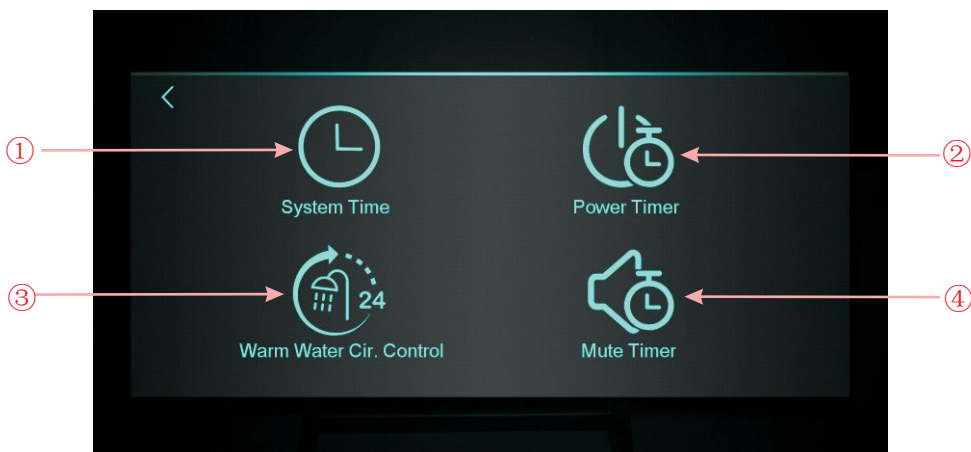 ① ②
System Time Power Timer
③ 24 ④
Warm Water Cir. Control Mute Timer